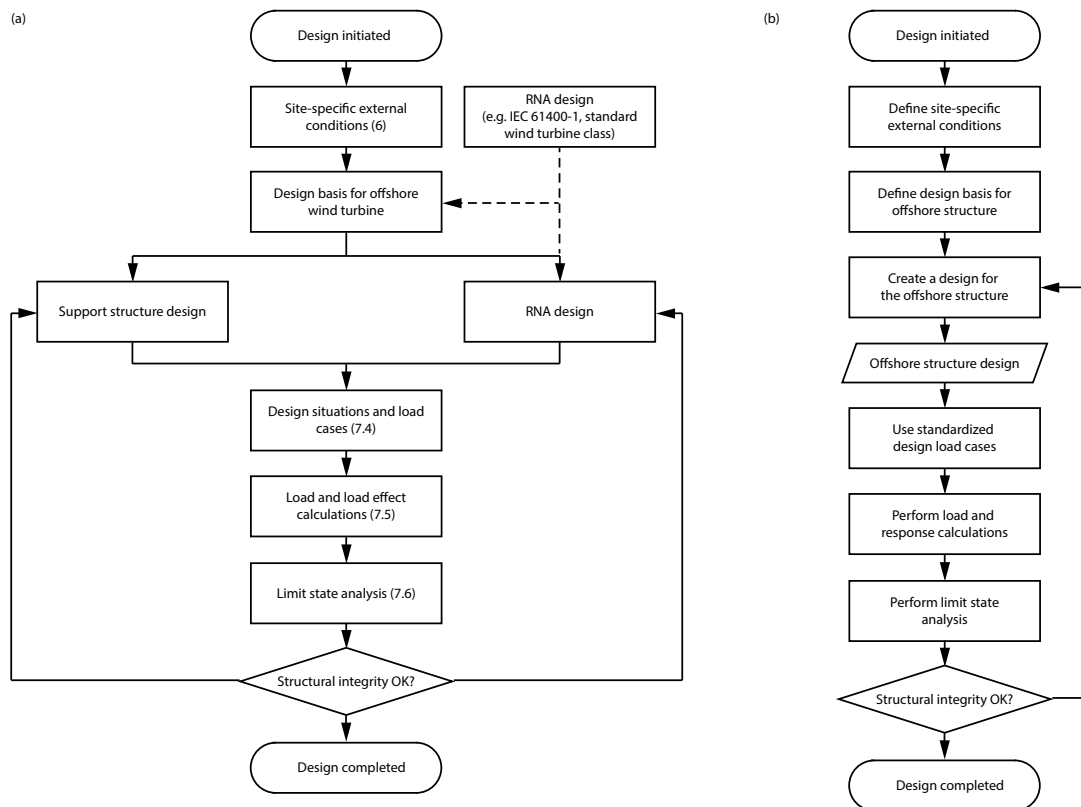 (a)
Design initiated
Site-specific external
conditions (6)
RNA design
(e.g. IEC 61400-1, standard
wind turbine class)
Design basis for offshore
wind turbine
Support structure design
RNA design
Design situations and load
cases (7.4)
Load and load effect
calculations (7.5)
Limit state analysis (7.6)
Structural integrity OK?
Design completed
(b)
Design initiated
Define site-specific
external conditions
Define design basis for
offshore structure
Create a design for
the offshore structure
Offshore structure design
Use standardized
design load cases
Perform load and
response calculations
Perform limit state
analysis
Structural integrity OK?
Design completed